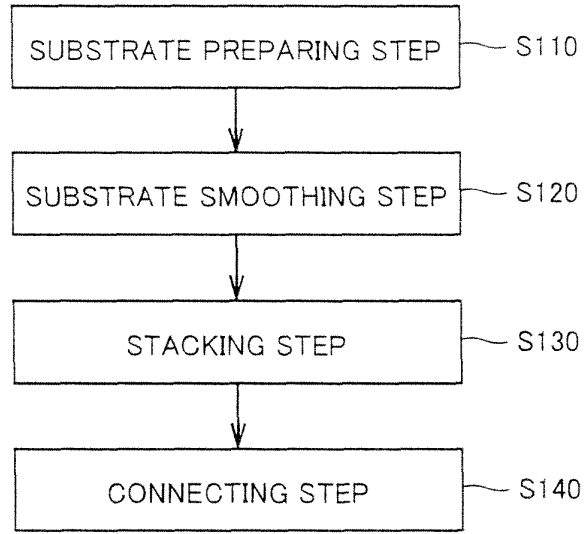 SUBSTRATE PREPARING STEP S110
SUBSTRATE SMOOTHING STEP S120
STACKING STEP S130
CONNECTING STEP S140